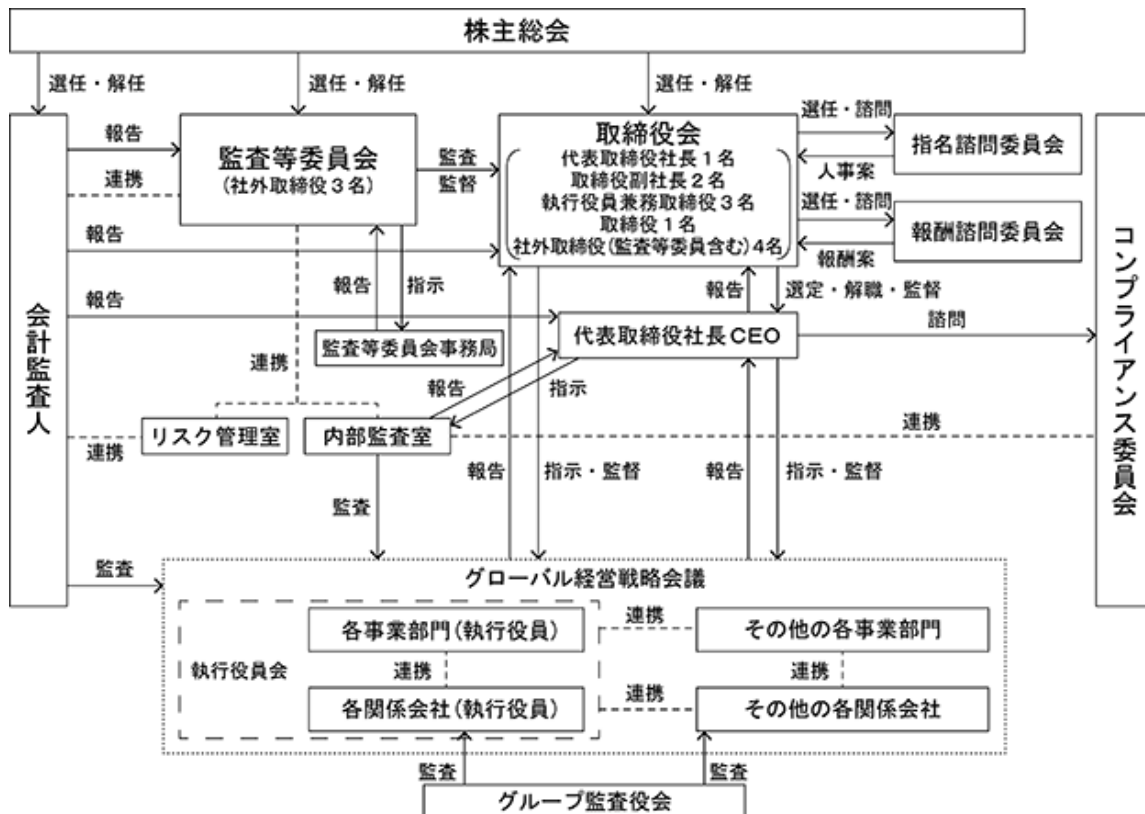 株主総会
選任・解任
選任・解任
選任・解任
会計監査人
報告
連携
報告
報告
監査等委員会
(社外取締役3名)
監査
監督
取締役会
代表取締役社長1名
取締役副社長2名
執行役員兼務取締役3名
取締役1名
社外取締役(監査等委員含む)4名
選任・諮問
指名諮問委員会
人事案
選任・諮問
報酬諮問委員会
報酬案
コンプライアンス委員会
報告
指示
監査等委員会事務局
報告
選定・解職・監督
代表取締役社長CEO
諮問
連携
報告
指示
連携
リスク管理室
内部監査室
連携
監査
報告
指示・監督
報告
指示・監督
監査
グローバル経営戦略会議
執行役員会
各事業部門(執行役員)
連携
その他の各事業部門
連携
連携
各関係会社(執行役員)
連携
その他の各関係会社
監査
監査
グループ監査役会